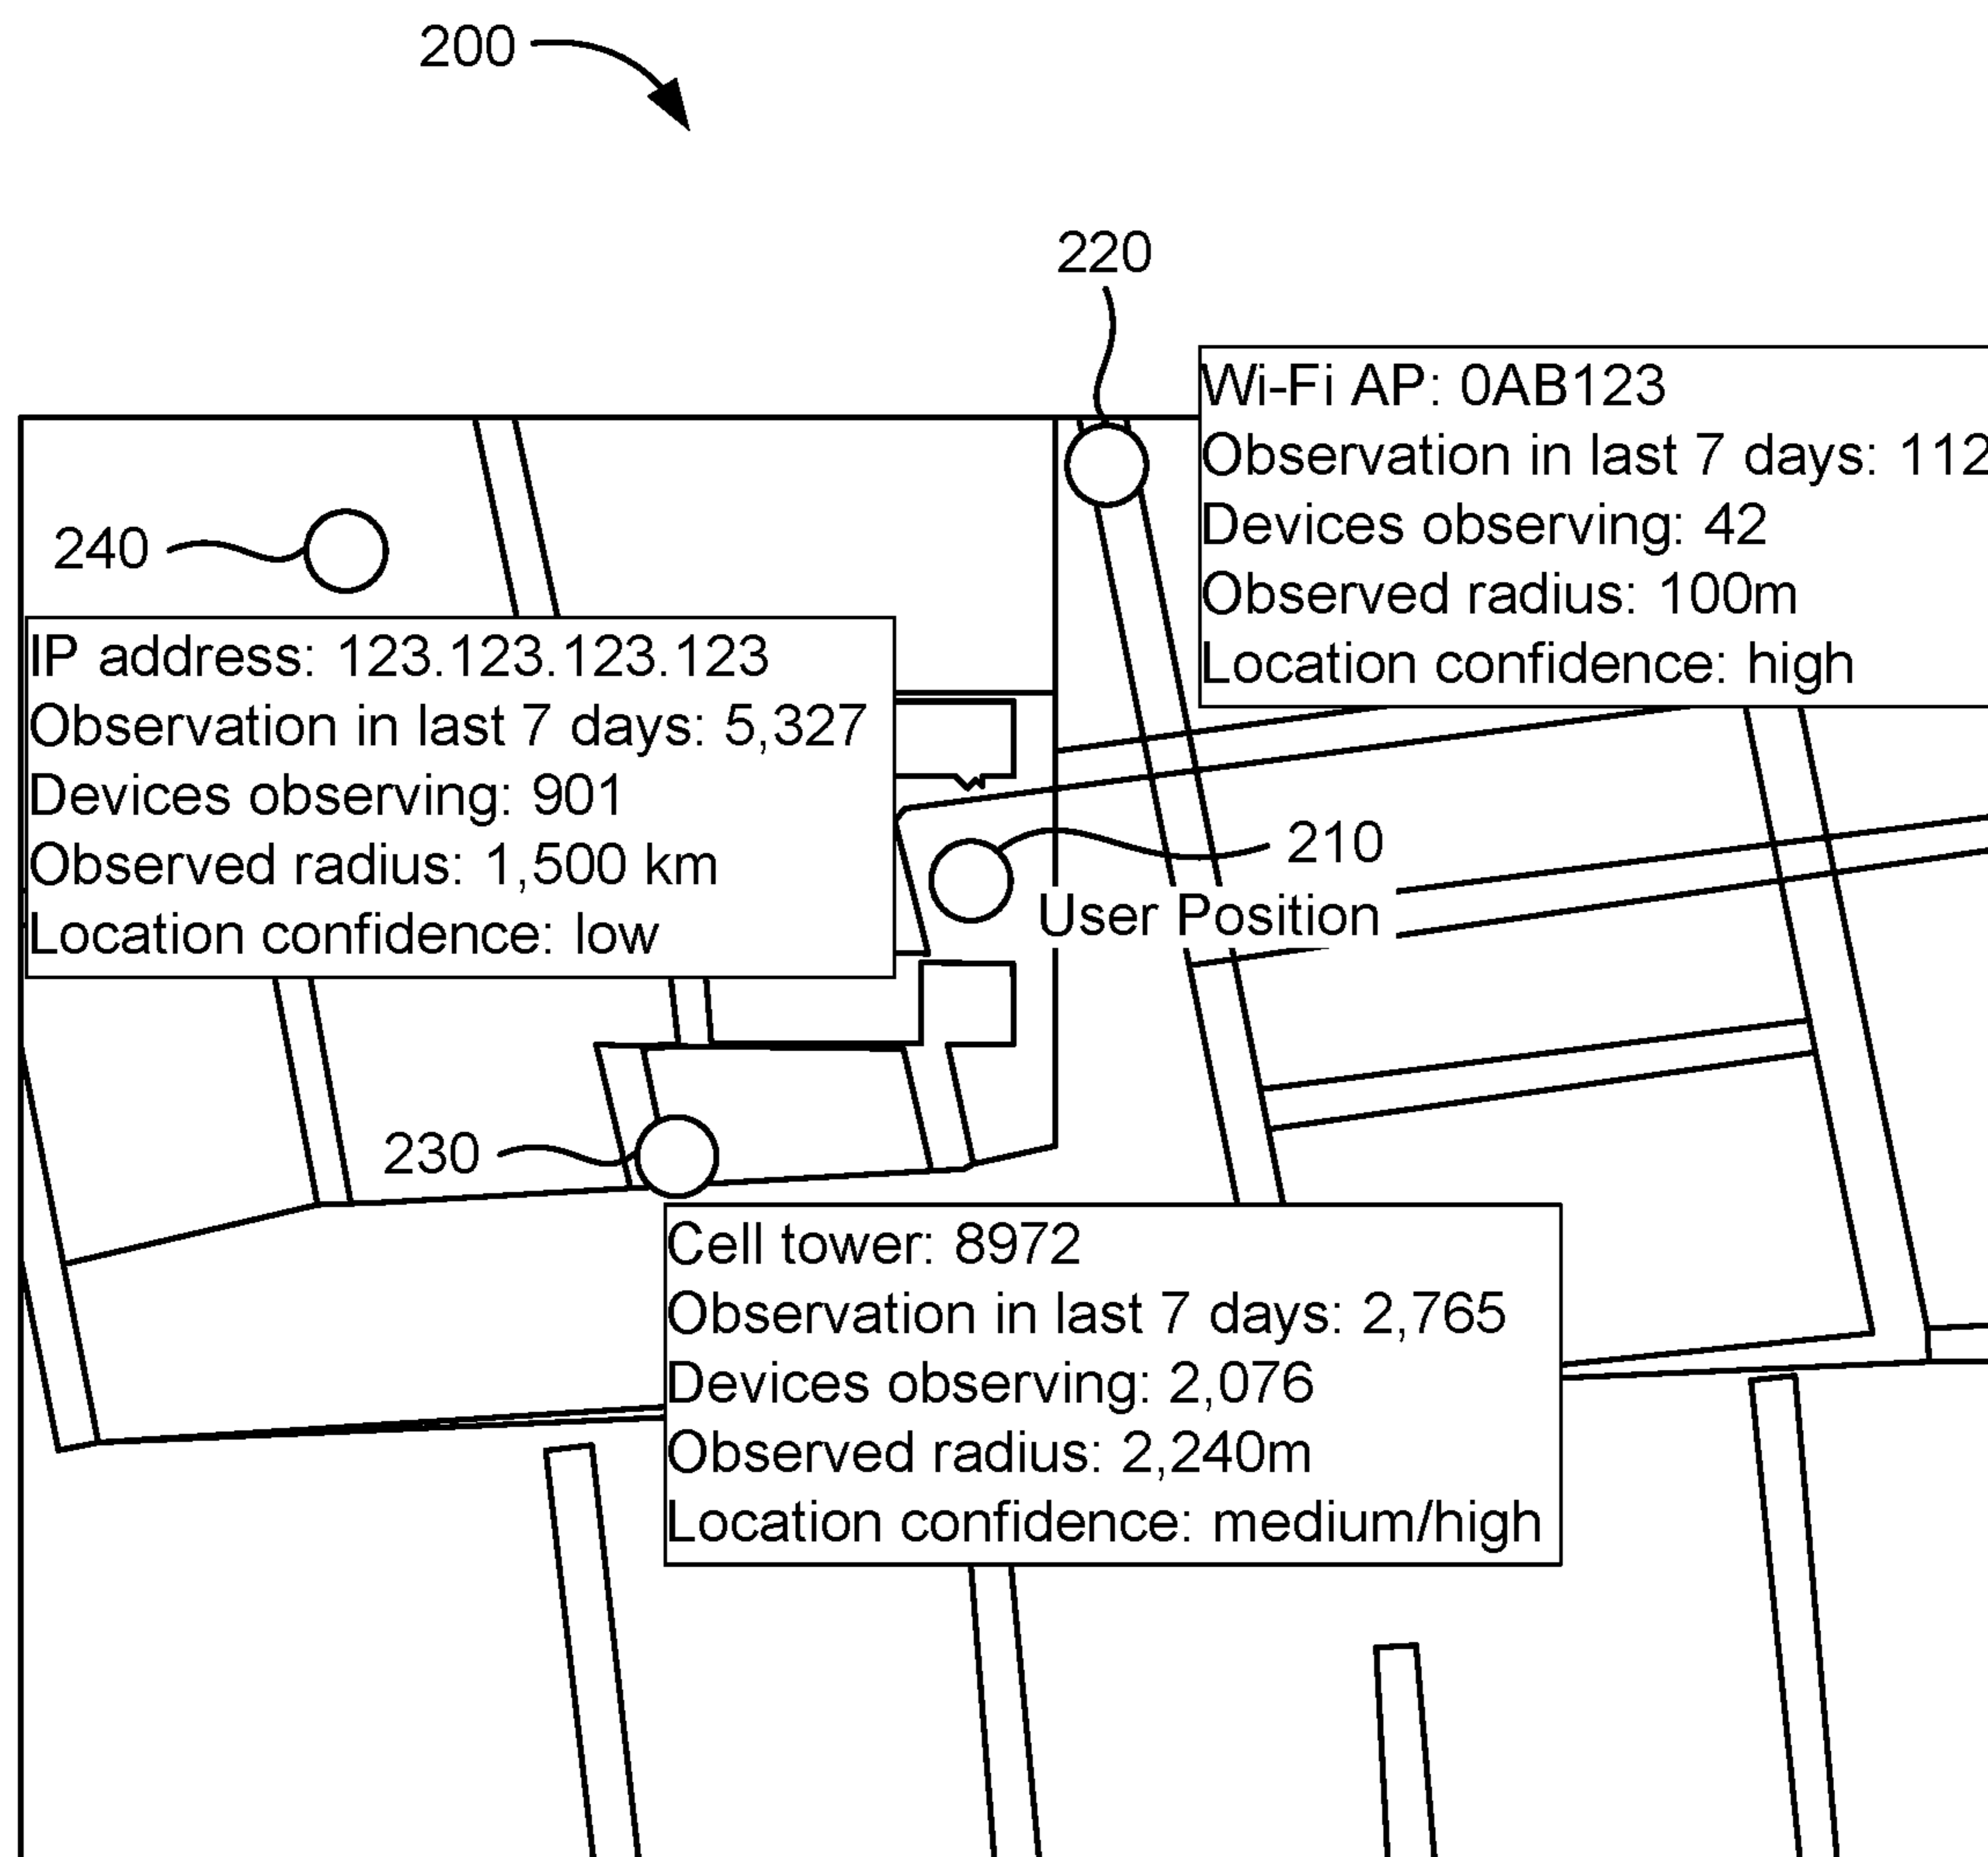 200
220
Wi-Fi AP: 0AB123
Observation in last 7 days: 112
Devices observing: 42
Observed radius: 100m
Location confidence: high
240
IP address: 123.123.123.123
Observation in last 7 days: 5,327
Devices observing: 901
Observed radius: 1,500 km
Location confidence: low
210
User Position
230
Cell tower: 8972
Observation in last 7 days: 2,765
Devices observing: 2,076
Observed radius: 2,240m
Location confidence: medium/high